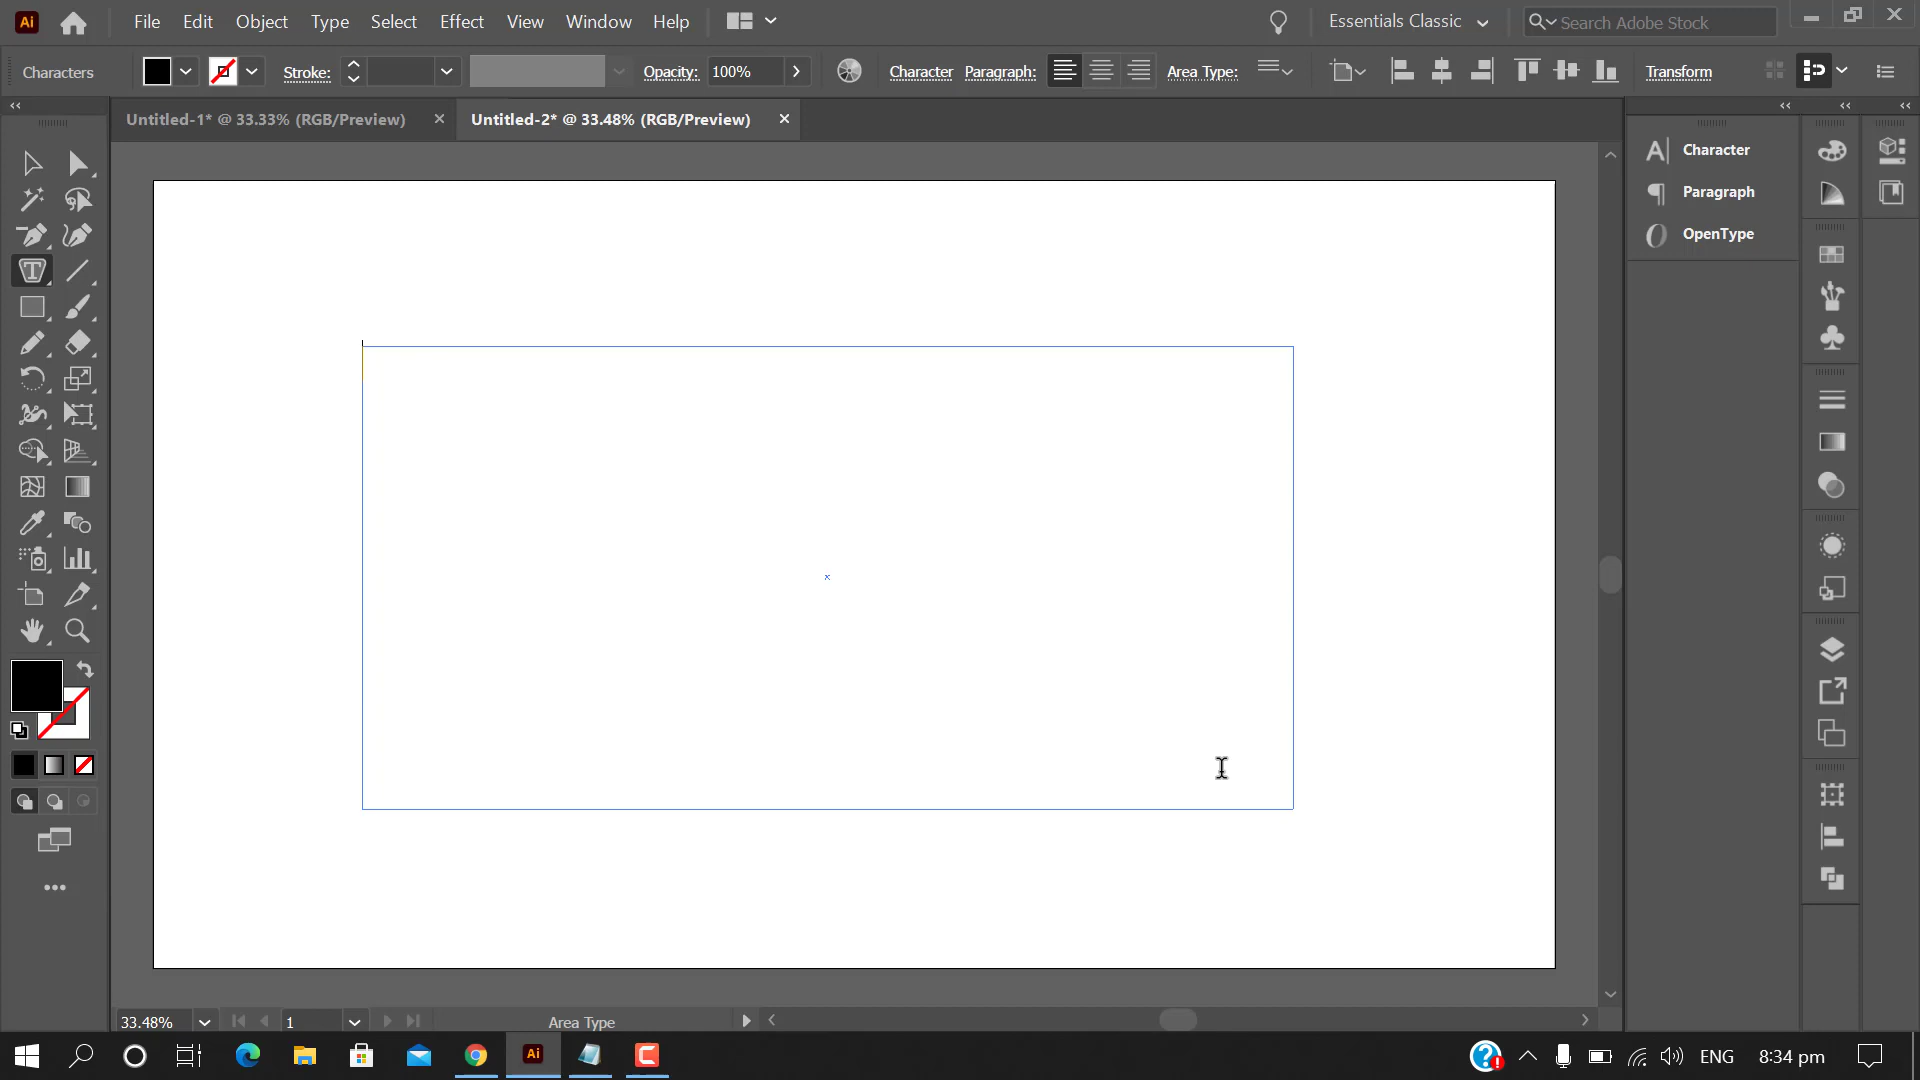 Ai File Edit Object Type Select Effect View Window Help Essentials Classic Search Adobe Stock
Characters Stroke: Opacity: 100% Character Paragraph: Area Type: Transform
Untitled-1* @ 33.33% (RGB/Preview) Untitled-2* @ 33.48% (RGB/Preview)
Character
Paragraph
OpenType
33.48% 1 Area Type
Ai ENG 8:34 pm